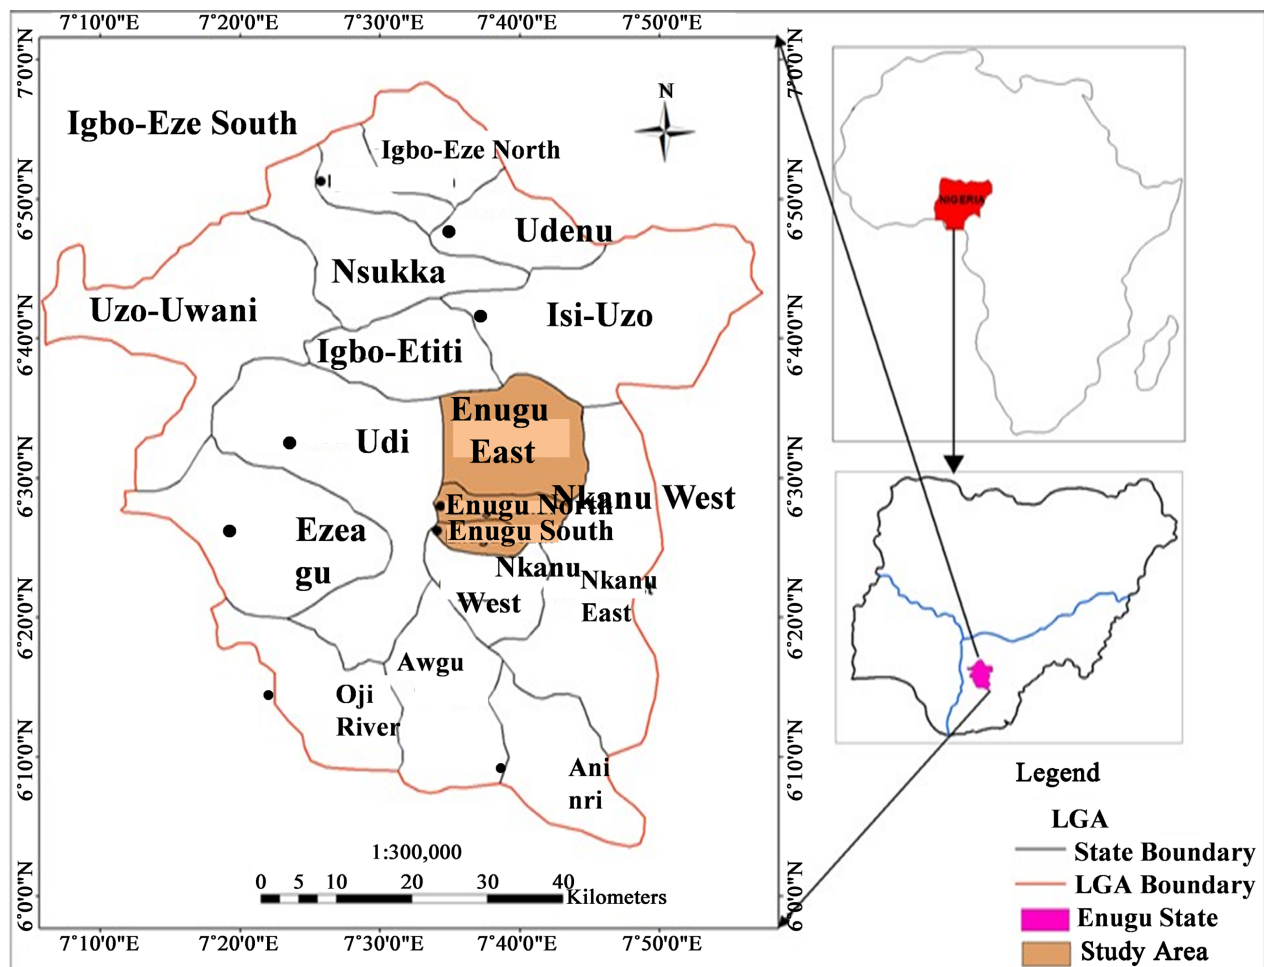 7°10'0"E 7°20'0"E 7°30'0"E 7°40'0"E 7°50'0"E
7°0'0"N
6°50'0"N
6°40'0"N
6°30'0"N
6°20'0"N
6°10'0"N
6°0'0"N
N
Igbo-Eze South
Igbo-Eze North
Udenu
Nsukka
Uzo-Uwani
Isi-Uzo
Igbo-Etiti
Enugu
East
Udi
Enugu North
Nkanu West
Enugu South
Ezea
gu
Nkanu
West
Nkanu
East
Awgu
Oji
River
Ani
nri
1:300,000
0 5 10 20 30 40
Kilometers
7°10'0"E 7°20'0"E 7°30'0"E 7°40'0"E 7°50'0"E
7°0'0"N
6°50'0"N
6°40'0"N
6°30'0"N
6°20'0"N
6°10'0"N
6°0'0"N
NIGERIA
Legend
LGA
State Boundary
LGA Boundary
Enugu State
Study Area